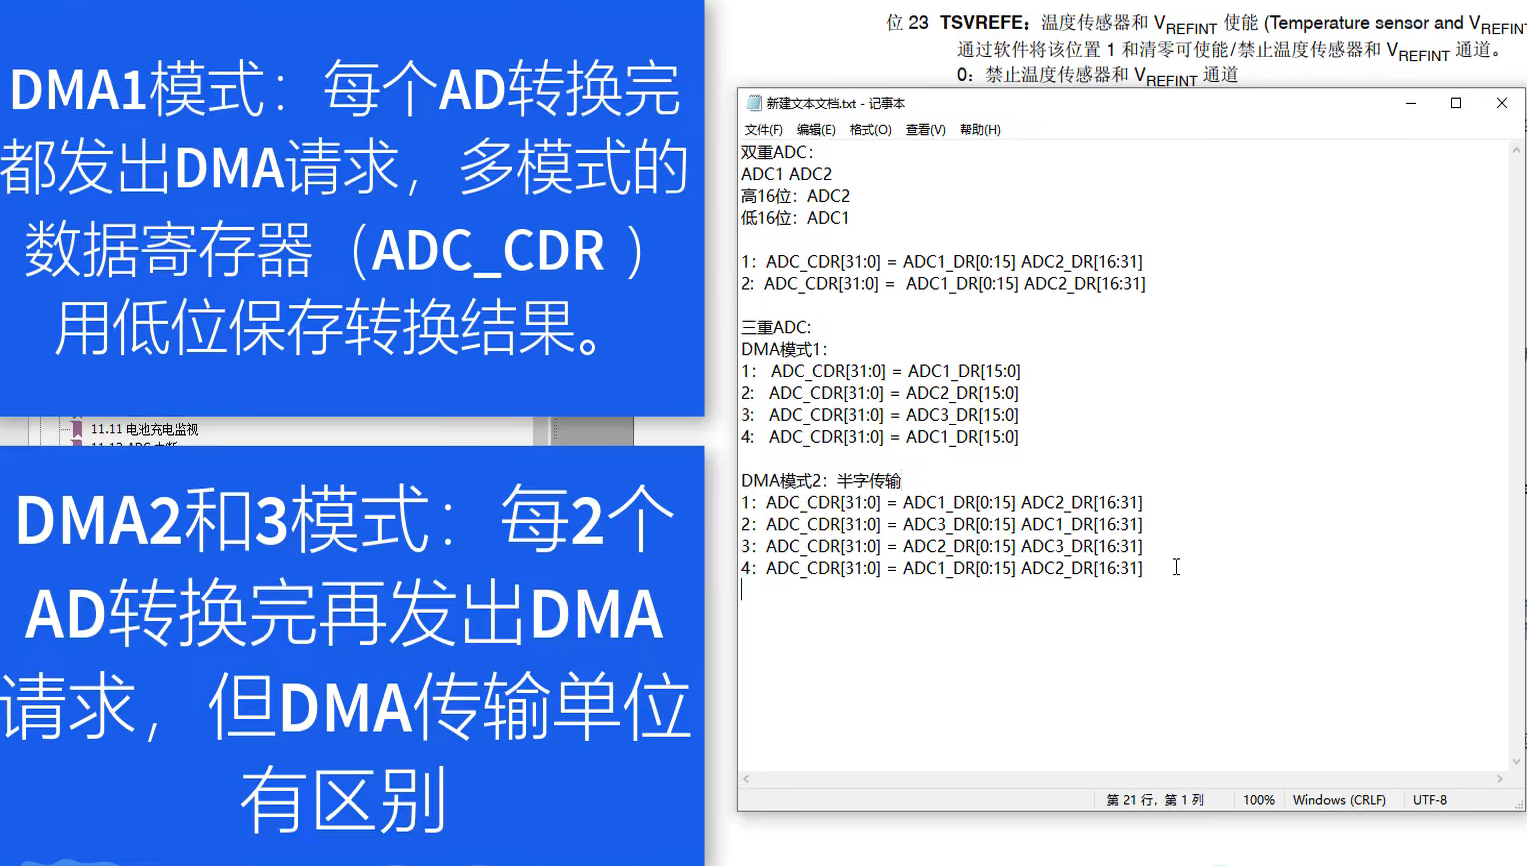 DMA1模式：每个AD转换完
都发出DMA请求，多模式的
数据寄存器（ADC_CDR ）
用低位保存转换结果。
11.11 电池充电监视
DMA2和3模式：每2个
AD转换完再发出DMA
请求，但DMA传输单位
有区别
位 23 TSVREFE：温度传感器和 VREFINT 使能 (Temperature sensor and VREFINT
通过软件将该位置 1 和清零可使能/禁止温度传感器和 VREFINT 通道。
0：禁止温度传感器和 VREFINT 通道
新建文本文档.txt - 记事本
文件(F) 编辑(E) 格式(O) 查看(V) 帮助(H)
双重ADC：
ADC1 ADC2
高16位：ADC2
低16位：ADC1
1：ADC_CDR[31:0] = ADC1_DR[0:15] ADC2_DR[16:31]
2：ADC_CDR[31:0] = ADC1_DR[0:15] ADC2_DR[16:31]
三重ADC:
DMA模式1：
1： ADC_CDR[31:0] = ADC1_DR[15:0]
2: ADC_CDR[31:0] = ADC2_DR[15:0]
3: ADC_CDR[31:0] = ADC3_DR[15:0]
4: ADC_CDR[31:0] = ADC1_DR[15:0]
DMA模式2：半字传输
1：ADC_CDR[31:0] = ADC1_DR[0:15] ADC2_DR[16:31]
2：ADC_CDR[31:0] = ADC3_DR[0:15] ADC1_DR[16:31]
3：ADC_CDR[31:0] = ADC2_DR[0:15] ADC3_DR[16:31]
4：ADC_CDR[31:0] = ADC1_DR[0:15] ADC2_DR[16:31]
第 21 行，第 1 列 100% Windows (CRLF) UTF-8